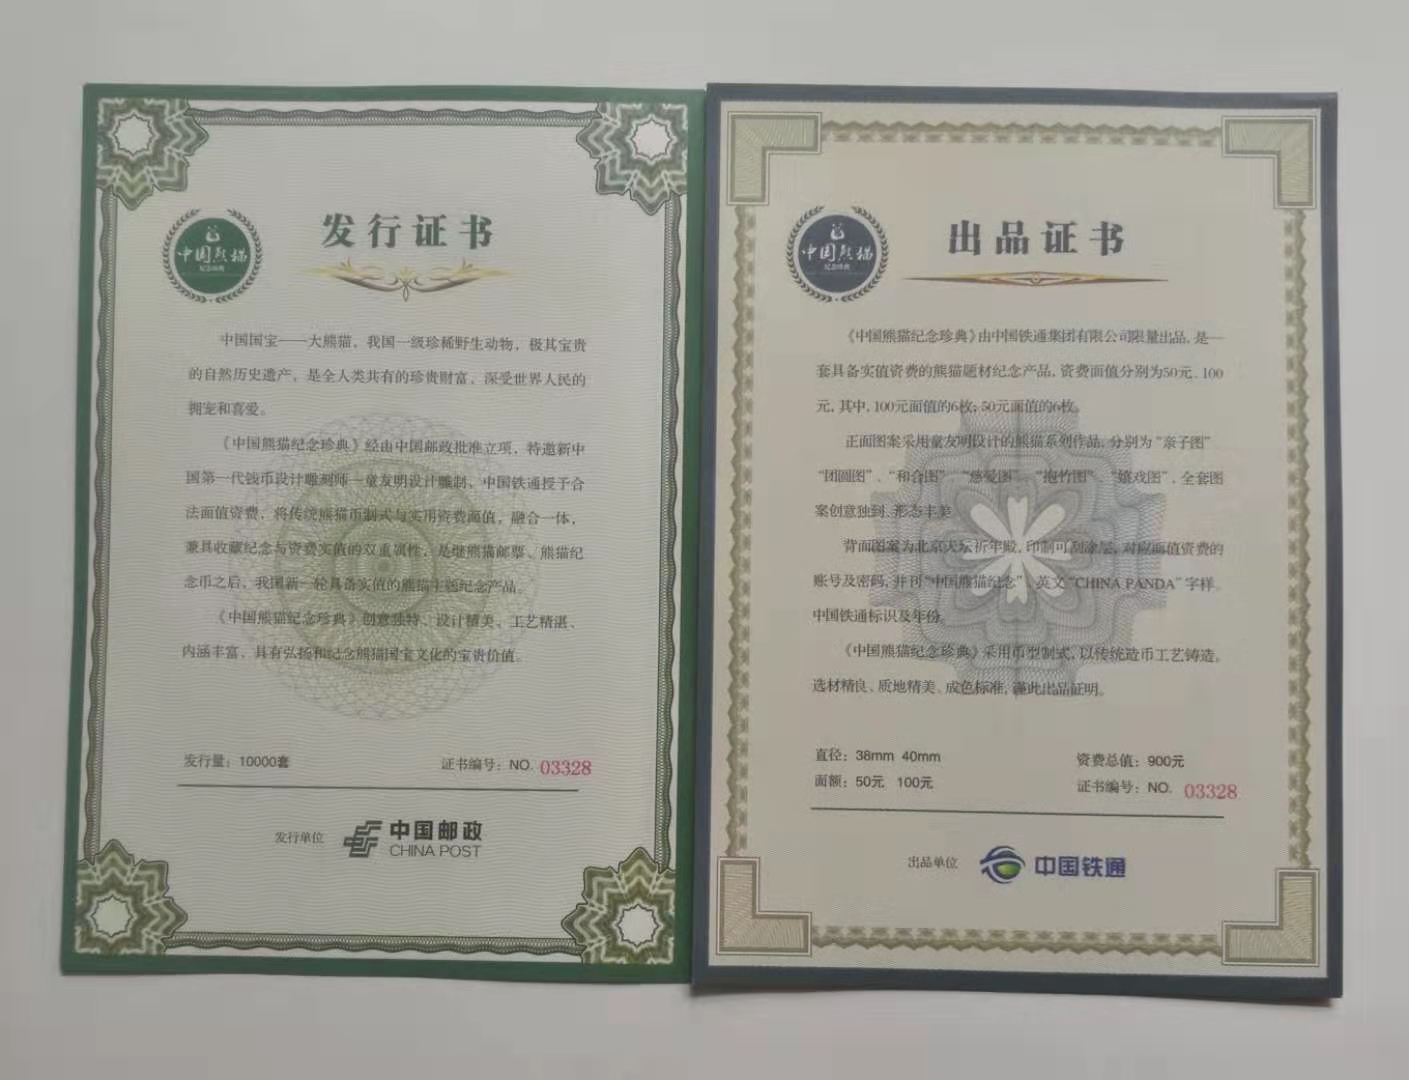 发行证书
中国熊猫
纪念珍典
中国国宝——大熊猫，我国一级珍稀野生动物，极其宝贵
的自然历史遗产，是全人类共有的珍贵财富，深受世界人民的
拥宠和喜爱。
《中国熊猫纪念珍典》经由中国邮政批准立项，特邀新中
国第一代钱币设计雕刻师—童友明设计雕制，中国铁通授予合
法面值资费，将传统熊猫币制式与实用资费面值，融合一体，
兼具收藏纪念与资费实值的双重属性，是继熊猫邮票、熊猫纪
念币之后，我国新一轮具备实值的熊猫主题纪念产品。
《中国熊猫纪念珍典》创意独特、设计精美、工艺精湛、
内涵丰富，具有弘扬和纪念熊猫国宝文化的宝贵价值。
发行量：10000套
证书编号：NO. 03328
发行单位
中国邮政
CHINA POST
出品证书
中国熊猫
纪念珍典
《中国熊猫纪念珍典》由中国铁通集团有限公司限量出品，是一
套具备实值资费的熊猫题材纪念产品，资费面值分别为50元、100
元，其中，100元面值的6枚；50元面值的6枚。
正面图案采用童友明设计的熊猫系列作品，分别为“亲子图”
“团圆图”、“和合图”、“慈爱图”、“抱竹图”、“嬉戏图”，全套图
案创意独到、形态丰美
背面图案为北京天坛祈年殿，印制可刮涂层，对应面值资费的
账号及密码，并刊“中国熊猫纪念”、英文“CHINA PANDA”字样。
中国铁通标识及年份。
《中国熊猫纪念珍典》采用币型制式，以传统造币工艺铸造。
选材精良、质地精美、成色标准，谨此出品证明。
直径：38mm 40mm
资费总值：900元
面额：50元 100元
证书编号：NO. 03328
出品单位
中国铁通